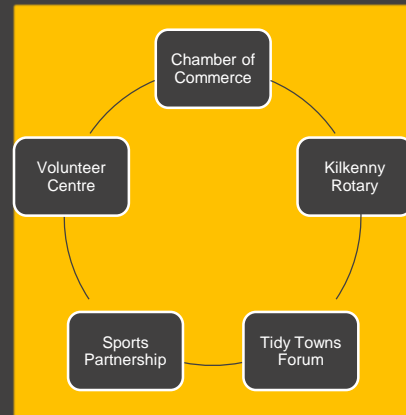 Chamber of
Commerce
Kilkenny
Rotary
Tidy Towns
Forum
Sports
Partnership
Volunteer
Centre